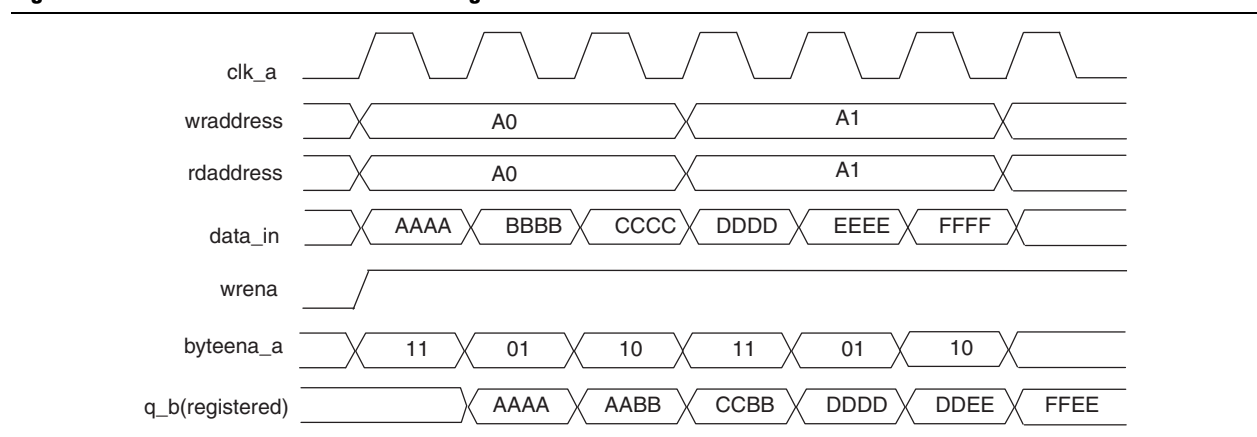 clk_a
wraddress A0 A1
rdaddress A0 A1
data_in AAAA BBBB CCCC DDDD EEEE FFFF
wrena
byteena_a 11 01 10 11 01 10
q_b(registered) AAAA AABB CCBB DDDD DDEE FFEE